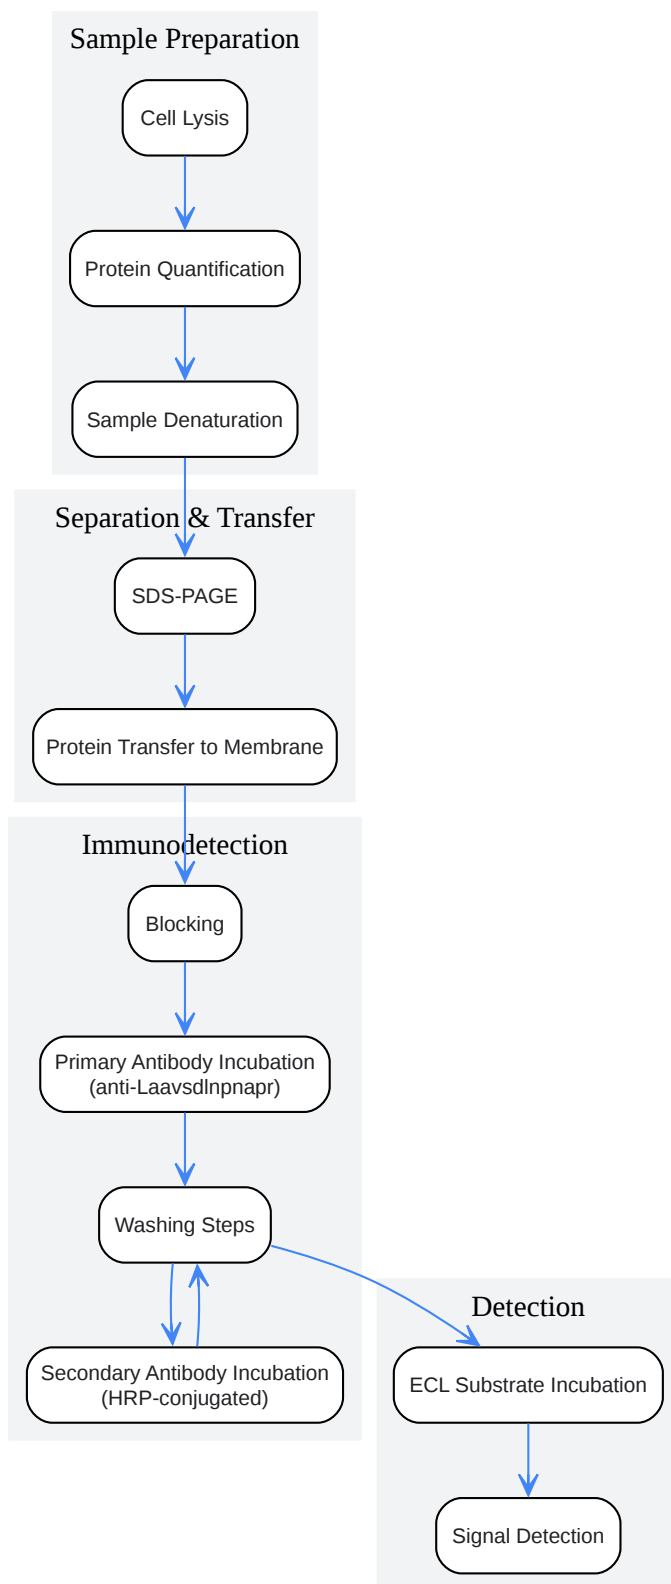 Sample Preparation
Cell Lysis
Protein Quantification
Sample Denaturation
Separation & Transfer
SDS-PAGE
Protein Transfer to Membrane
Immunodetection
Blocking
Primary Antibody Incubation
(anti-Laavsdlnpnapr)
Washing Steps
Secondary Antibody Incubation
(HRP-conjugated)
Detection
ECL Substrate Incubation
Signal Detection